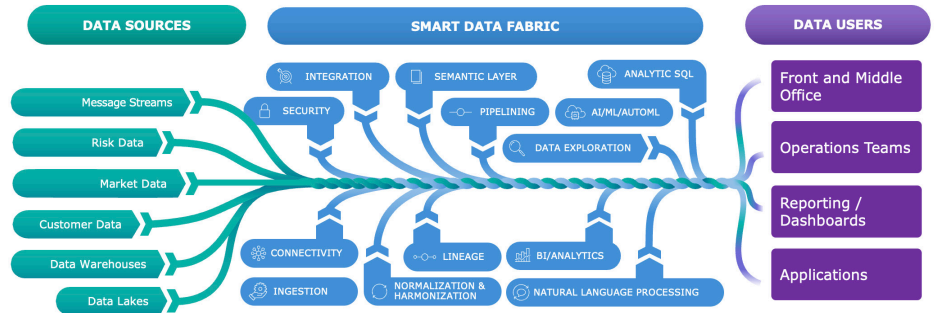 DATA SOURCES
SMART DATA FABRIC
DATA USERS
Message Streams
Risk Data
Market Data
Customer Data
Data Warehouses
Data Lakes
INTEGRATION
SEMANTIC LAYER
ANALYTIC SQL
SECURITY
PIPELINING
AI/ML/AUTOML
DATA EXPLORATION
CONNECTIVITY
LINEAGE
BI/ANALYTICS
INGESTION
NORMALIZATION &
HARMONIZATION
NATURAL LANGUAGE PROCESSING
Front and Middle
Office
Operations Teams
Reporting /
Dashboards
Applications